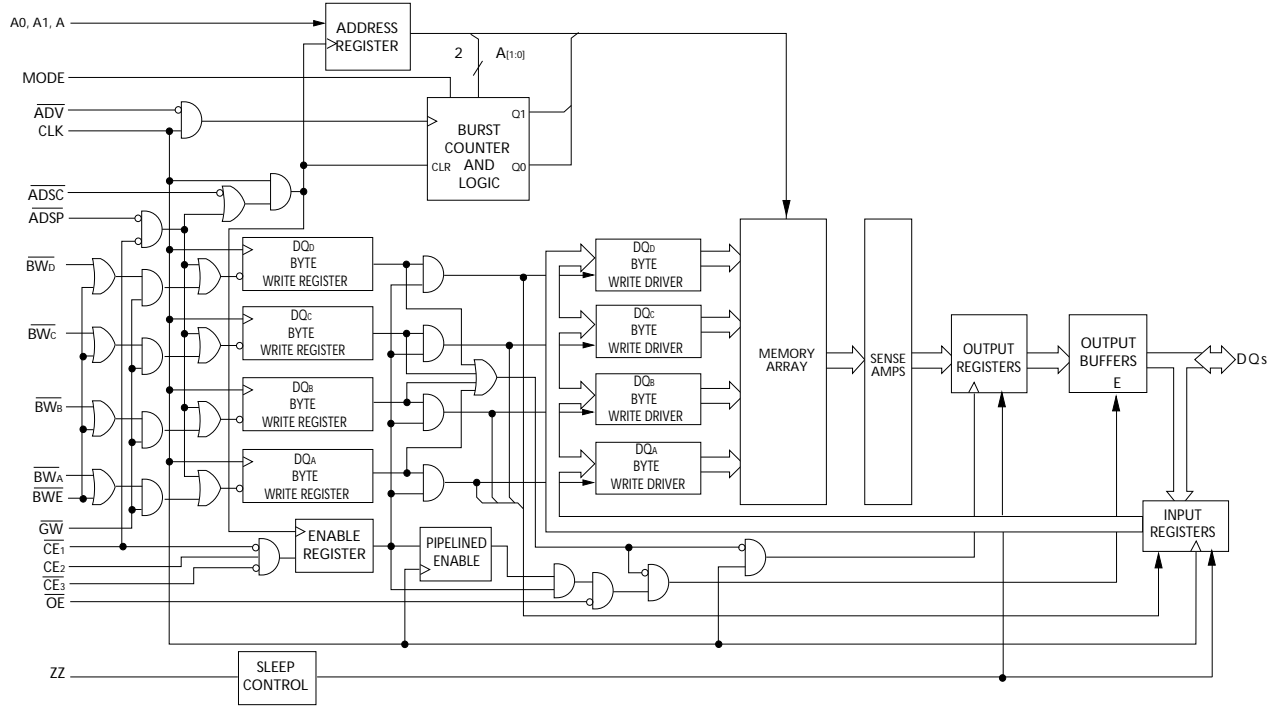 A0, A1, A
ADDRESS
REGISTER
2
A[1:0]
MODE
ADV
CLK
BURST
COUNTER
AND
LOGIC
CLR
Q1
Q0
ADSC
ADSP
BWD
BWC
BWB
BWA
BWE
GW
CE1
CE2
CE3
OE
ZZ
DQD
BYTE
WRITE REGISTER
DQC
BYTE
WRITE REGISTER
DQB
BYTE
WRITE REGISTER
DQA
BYTE
WRITE REGISTER
ENABLE
REGISTER
PIPELINED
ENABLE
SLEEP
CONTROL
DQD
BYTE
WRITE DRIVER
DQC
BYTE
WRITE DRIVER
DQB
BYTE
WRITE DRIVER
DQA
BYTE
WRITE DRIVER
MEMORY
ARRAY
SENSE
AMPS
OUTPUT
REGISTERS
OUTPUT
BUFFERS
E
DQs
INPUT
REGISTERS